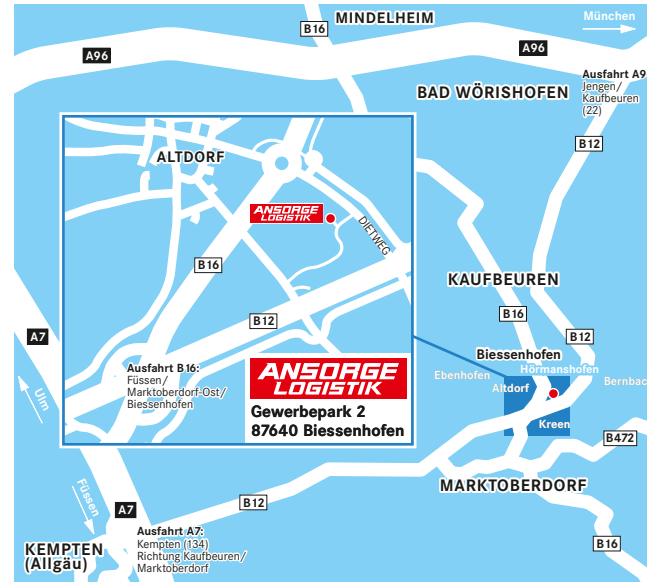 München
MINDELHEIM
B16
A96
A96
Ausfahrt A9
Jengen/
Kaufbeuren
(22)
BAD WÖRISHOFEN
B12
ALTDORF
ANSORGE
LOGISTIK
DIETWEG
B16
B12
KAUFBEUREN
B16
A7
B12
Ulm
Ausfahrt B16:
Füssen/
Marktoberdorf-Ost/
Biessenhofen
ANSORGE
LOGISTIK
Gewerbepark 2
87640 Biessenhofen
Biessenhofen
Hörmanshofen
Ebenhofen
Altdorf
Bernbac
Kreen
B472
MARKTOBERDORF
Füssen
A7
B12
Ausfahrt A7:
Kempten (134)
Richtung Kaufbeuren/
Marktoberdorf
KEMPTEN
(Allgäu)
B16